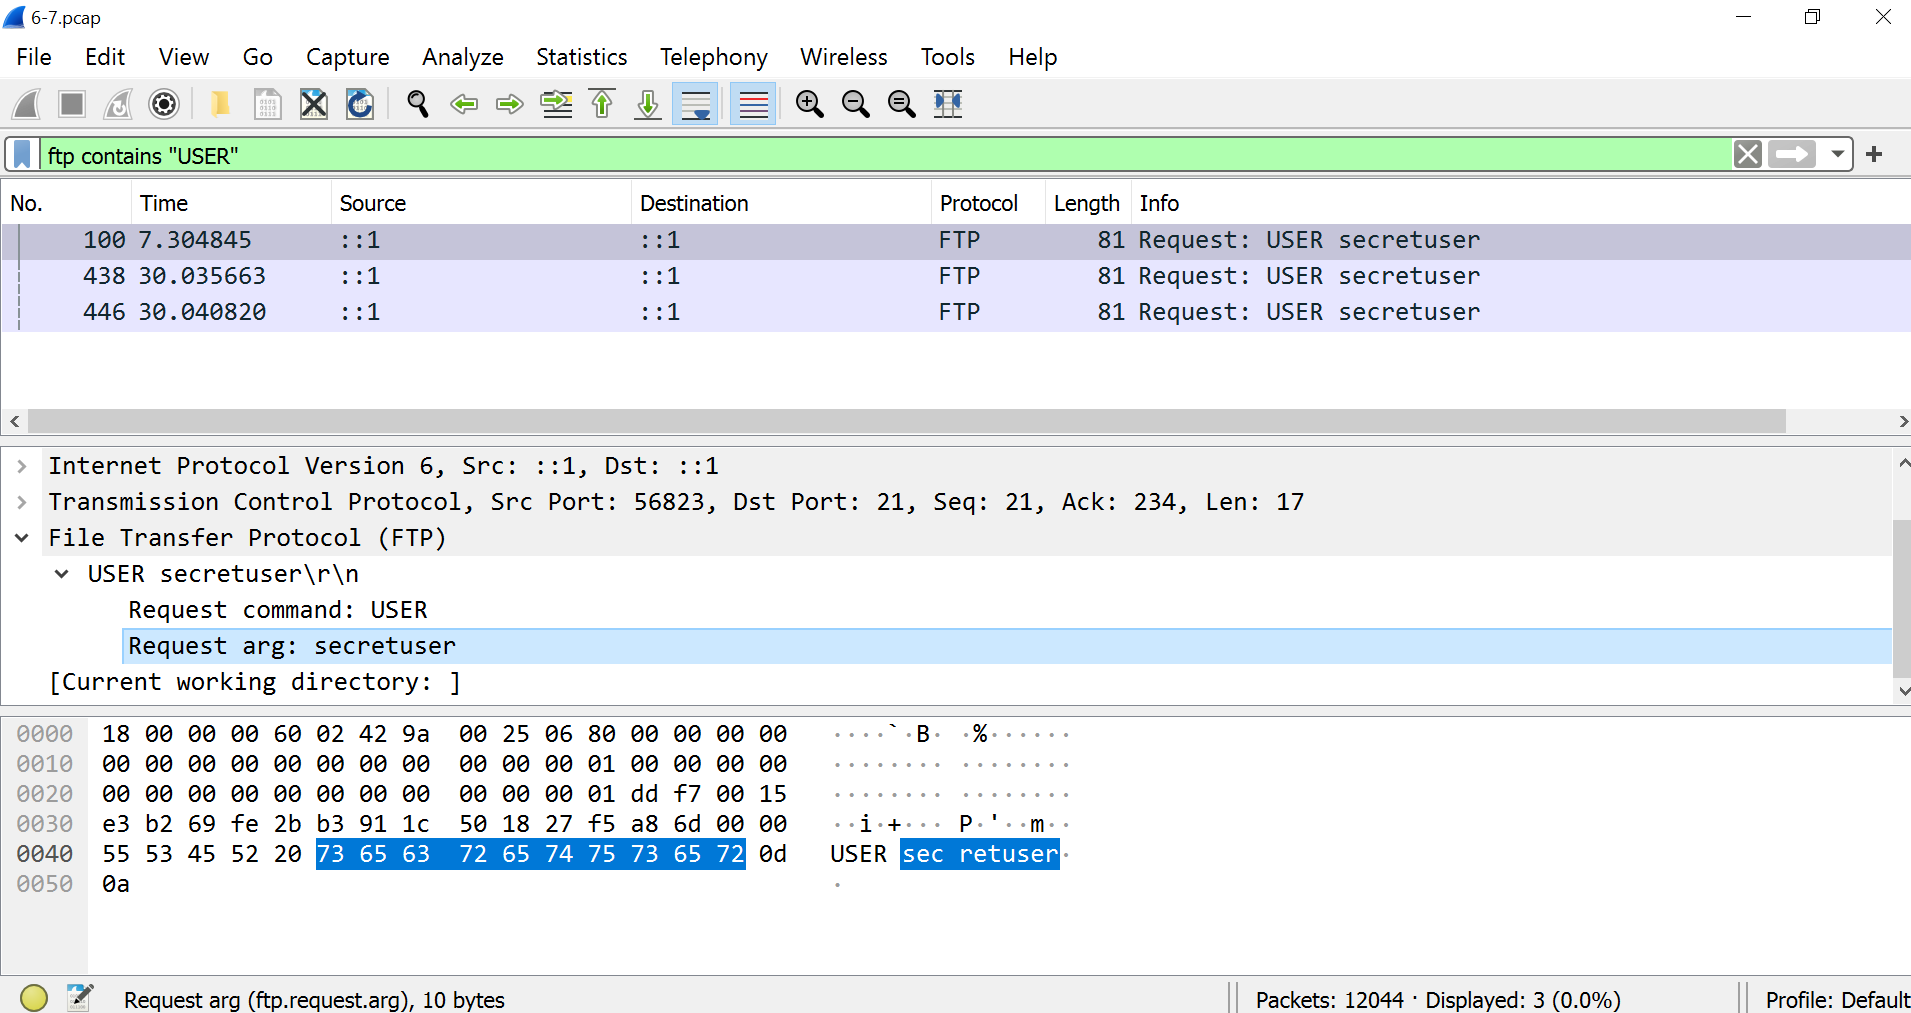 6-7.pcap
File Edit View Go Capture Analyze Statistics Telephony Wireless Tools Help
ftp contains "USER"
No. Time Source Destination Protocol Length Info
100 7.304845 ::1 ::1 FTP 81 Request: USER secretuser
438 30.035663 ::1 ::1 FTP 81 Request: USER secretuser
446 30.040820 ::1 ::1 FTP 81 Request: USER secretuser
Internet Protocol Version 6, Src: ::1, Dst: ::1
Transmission Control Protocol, Src Port: 56823, Dst Port: 21, Seq: 21, Ack: 234, Len: 17
File Transfer Protocol (FTP)
USER secretuser\r\n
Request command: USER
Request arg: secretuser
[Current working directory: ]
0000 18 00 00 00 60 02 42 9a 00 25 06 80 00 00 00 00 ····`·B· ·%······
0010 00 00 00 00 00 00 00 00 00 00 00 01 00 00 00 00 ········ ········
0020 00 00 00 00 00 00 00 00 00 00 00 01 dd f7 00 15 ········ ········
0030 e3 b2 69 fe 2b b3 91 1c 50 18 27 f5 a8 6d 00 00 ··i·+··· P·'··m··
0040 55 53 45 52 20 73 65 63 72 65 74 75 73 65 72 0d USER sec retuser·
0050 0a ·
Request arg (ftp.request.arg), 10 bytes
Packets: 12044 · Displayed: 3 (0.0%)
Profile: Default